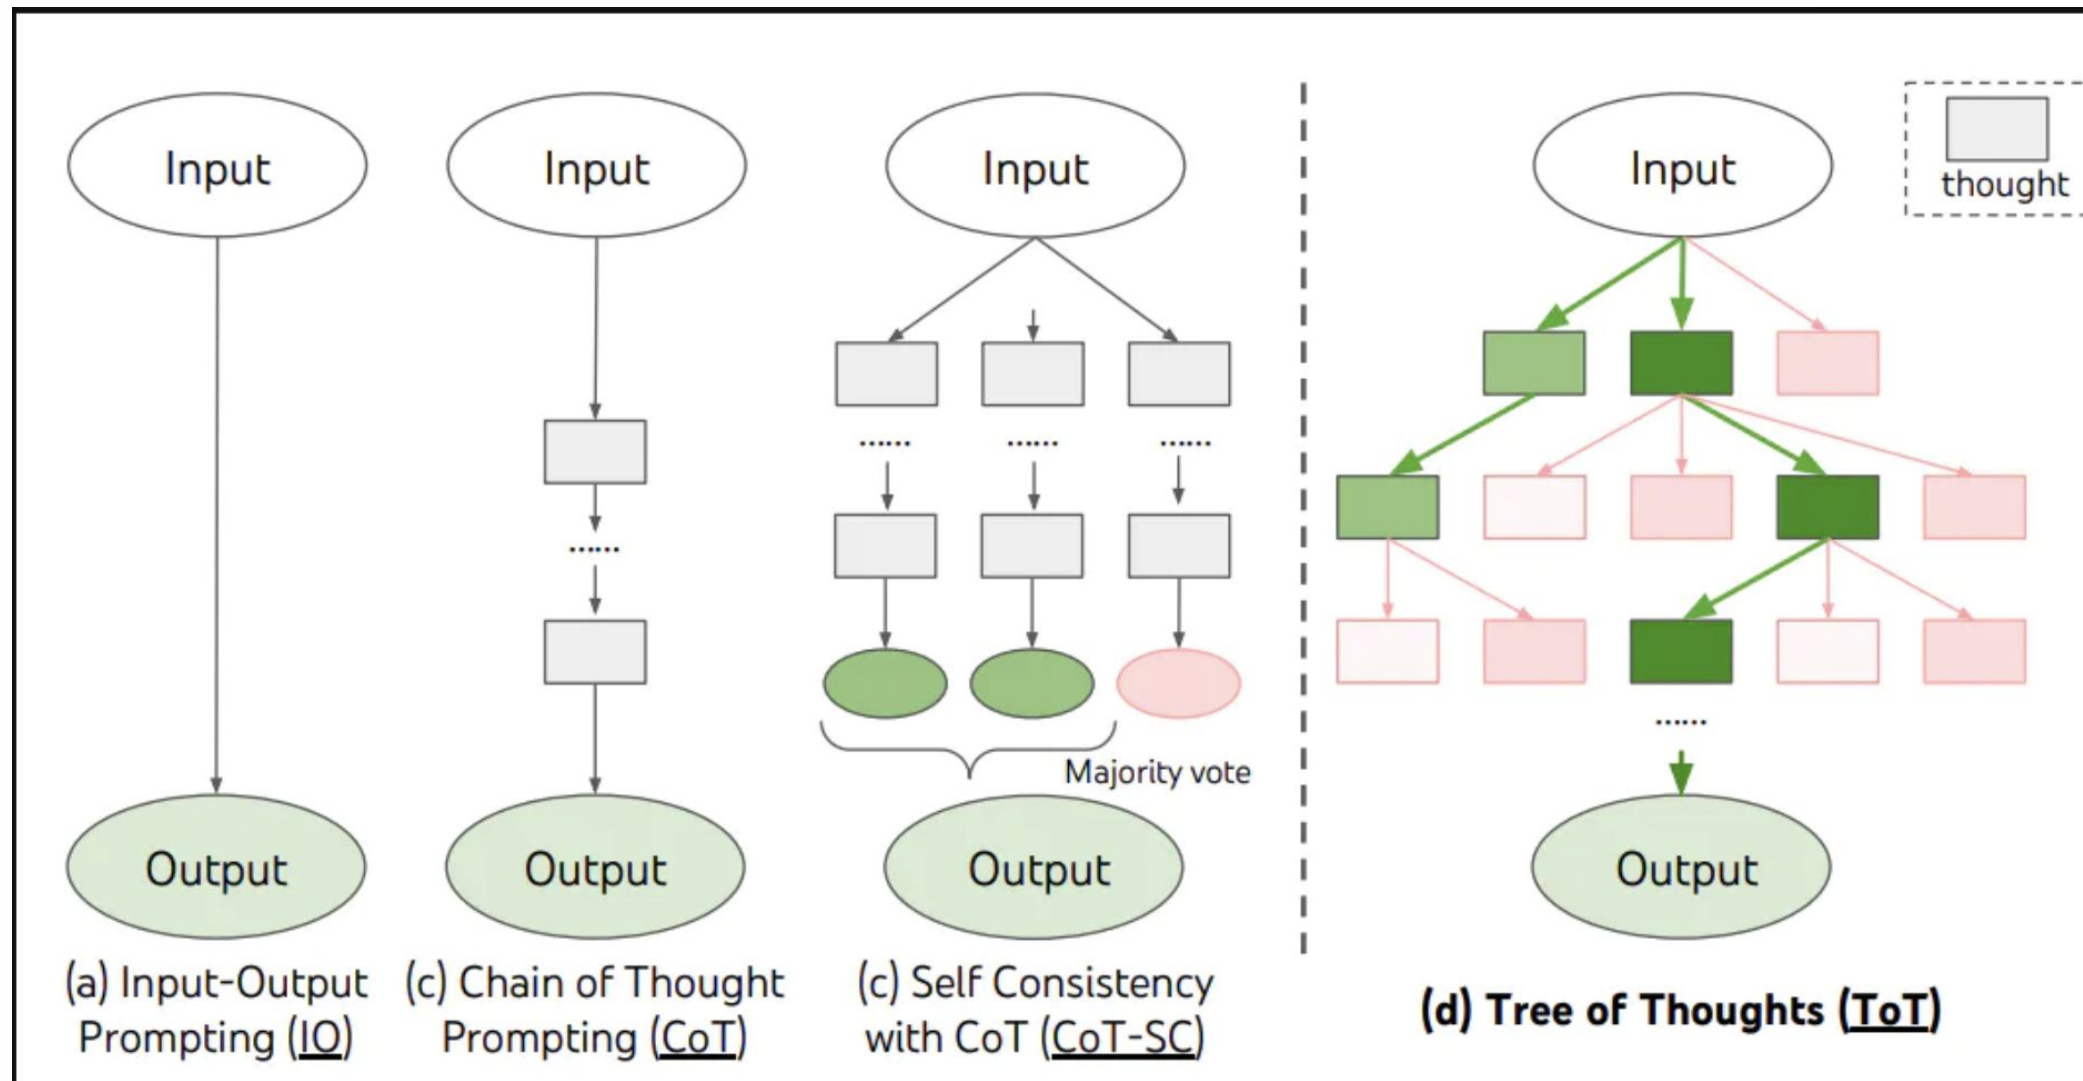 Input
Input
Input
Input
thought
......
......
......
......
......
Majority vote
Output
Output
Output
Output
(a) Input-Output
Prompting (IO)
(c) Chain of Thought
Prompting (CoT)
(c) Self Consistency
with CoT (CoT-SC)
(d) Tree of Thoughts (ToT)